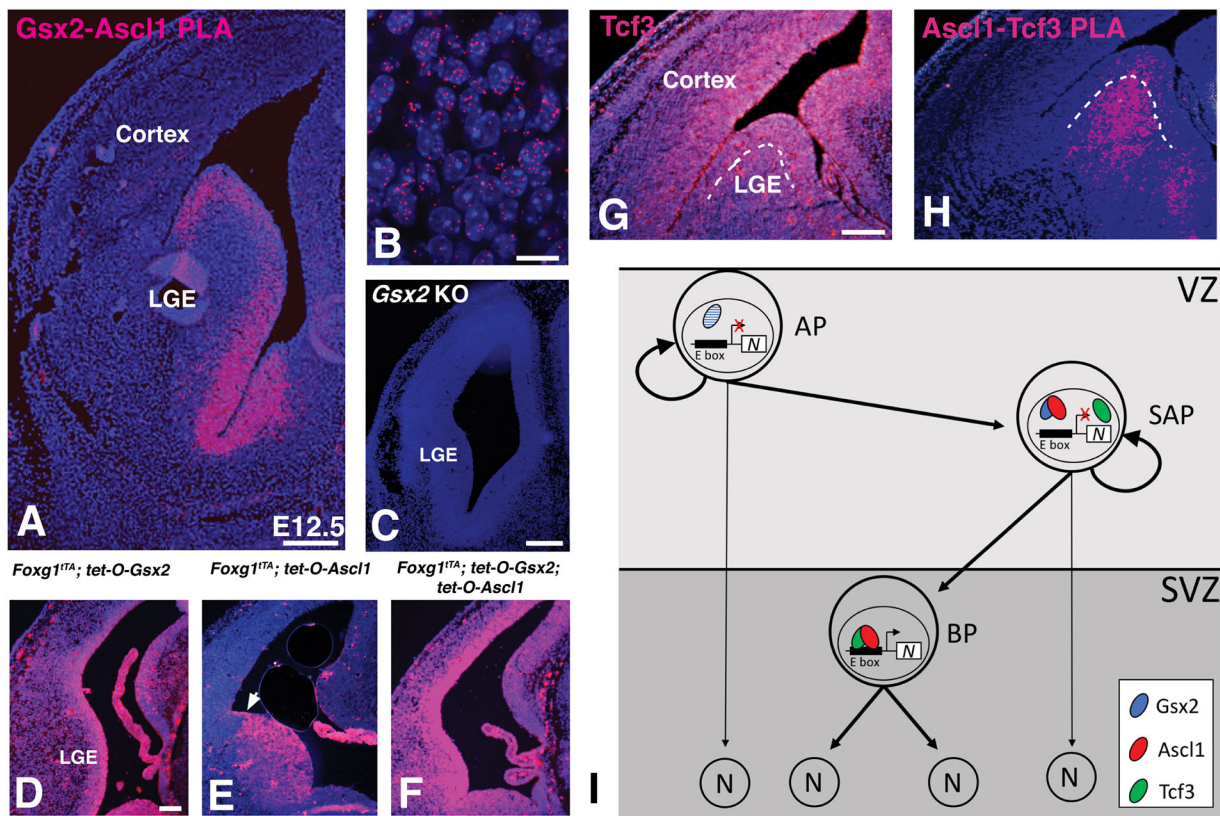 Gsx2-Ascl1 PLA
Cortex
LGE
A
E12.5
B
Gsx2 KO
LGE
C
Foxg1tTA; tet-O-Gsx2
Foxg1tTA; tet-O-Ascl1
Foxg1tTA; tet-O-Gsx2;
tet-O-Ascl1
LGE
D
E
F
Tcf3
Cortex
LGE
G
Ascl1-Tcf3 PLA
H
VZ
AP
E box
N
SAP
E box
N
SVZ
BP
E box
N
N
N
N
N
I
Gsx2
Ascl1
Tcf3